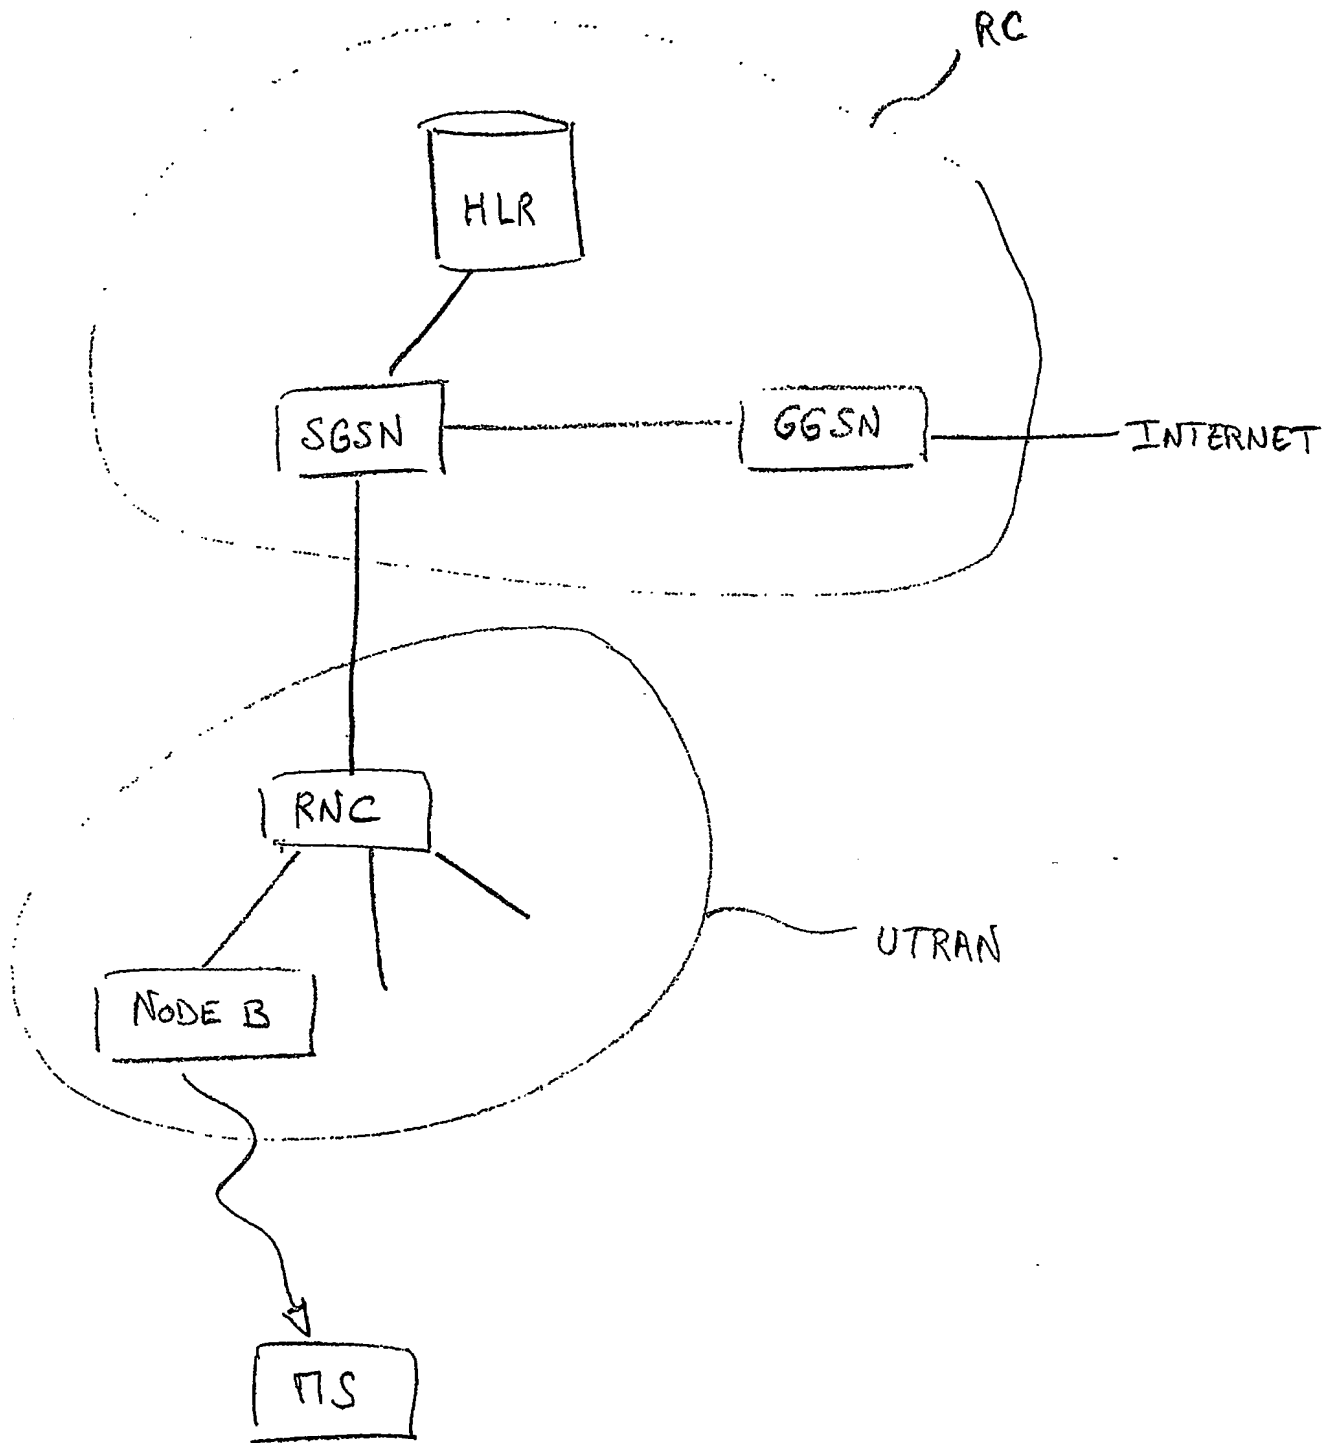 RC
HLR
SGSN
GGSN
INTERNET
RNC
UTRAN
NODE B
MS